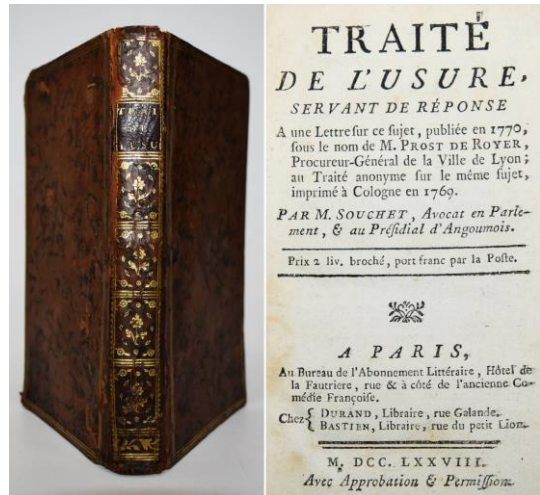 TRAITÉ
DE L'USURE,
SERVANT DE RÉPONSE
A une Lettre sur ce sujet, publiée en 1770,
sous le nom de M. PROST DE ROYER,
Procureur-Général de la Ville de Lyon;
au Traité anonyme sur le même sujet,
imprimé à Cologne en 1769.
PAR M. SOUCHET, Avocat en Parle-
ment, & au Présidial d'Angoumois.
Prix 2 liv. broché, port franc par la Poste.
A PARIS,
Au Bureau de l'Abonnement Littéraire, Hôtel de
la Fautriere, rue & à côté de l'ancienne Co-
médie Françoise.
Chez { DURAND, Libraire, rue Galande.
BASTIEN, Libraire, rue du petit Lion.
M. DCC. LXXVIII.
Avec Approbation & Permission.